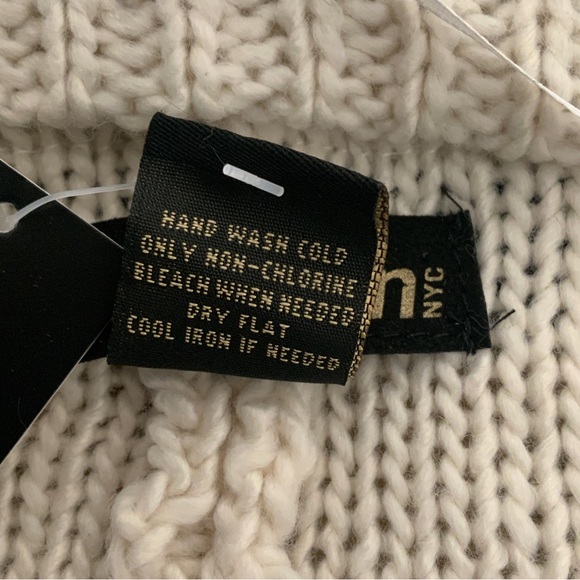 HAND WASH COLD
ONLY NON-CHLORINE
BLEACH WHEN NEEDED
DRY FLAT
COOL IRON IF NEEDED
n NYC